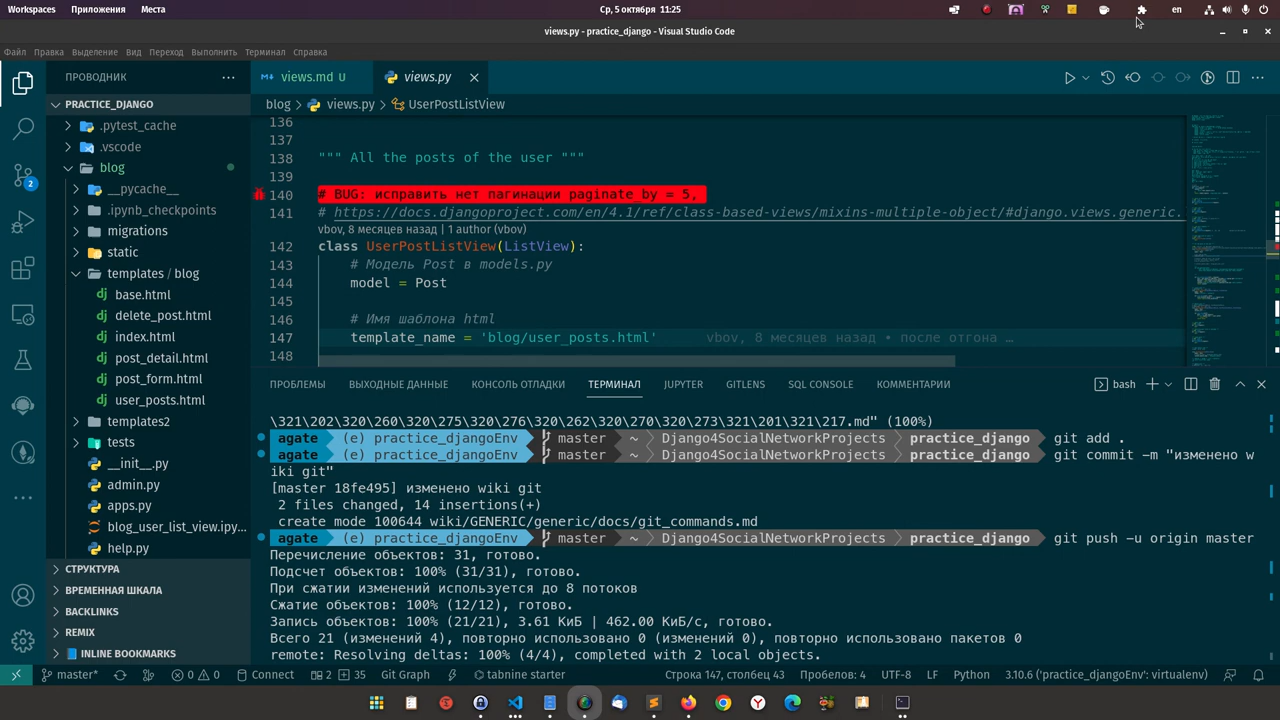 Workspaces Приложения Места Ср, 5 октября 11:25 en
views.py - practice_django - Visual Studio Code
Файл Правка Выделение Вид Переход Выполнить Терминал Справка
ПРОВОДНИК
views.md U
views.py
PRACTICE_DJANGO
blog > views.py > UserPostListView
.pytest_cache
.vscode
blog
__pycache__
.ipynb_checkpoints
migrations
static
templates / blog
base.html
delete_post.html
index.html
post_detail.html
post_form.html
user_posts.html
templates2
tests
__init__.py
admin.py
apps.py
blog_user_list_view.ipy...
help.py
СТРУКТУРА
ВРЕМЕННАЯ ШКАЛА
BACKLINKS
REMIX
INLINE BOOKMARKS
2
136
137
138 """ All the posts of the user """
139
140 # BUG: исправить нет пагинации paginate_by = 5,
141 # https://docs.djangoproject.com/en/4.1/ref/class-based-views/mixins-multiple-object/#django.views.generic.
vbov, 8 месяцев назад | 1 author (vbov)
142 class UserPostListView(ListView):
143 # Модель Post в models.py
144 model = Post
145
146 # Имя шаблона html
147 template_name = 'blog/user_posts.html' vbov, 8 месяцев назад • после отгона …
148
ПРОБЛЕМЫ ВЫХОДНЫЕ ДАННЫЕ КОНСОЛЬ ОТЛАДКИ ТЕРМИНАЛ JUPYTER GITLENS SQL CONSOLE КОММЕНТАРИИ bash
\321\202\320\260\320\275\320\276\320\262\320\270\320\273\321\201\321\217.md" (100%)
agate (e) practice_djangoEnv master ~ Django4SocialNetworkProjects practice_django git add .
agate (e) practice_djangoEnv master ~ Django4SocialNetworkProjects practice_django git commit -m "изменено w
iki git"
[master 18fe495] изменено wiki git
2 files changed, 14 insertions(+)
create mode 100644 wiki/GENERIC/generic/docs/git_commands.md
agate (e) practice_djangoEnv master ~ Django4SocialNetworkProjects practice_django git push -u origin master
Перечисление объектов: 31, готово.
Подсчет объектов: 100% (31/31), готово.
При сжатии изменений используется до 8 потоков
Сжатие объектов: 100% (12/12), готово.
Запись объектов: 100% (21/21), 3.61 КиБ | 462.00 КиБ/с, готово.
Всего 21 (изменений 4), повторно использовано 0 (изменений 0), повторно использовано пакетов 0
remote: Resolving deltas: 100% (4/4), completed with 2 local objects.
master* 0 0 Connect 2 35 Git Graph tabnine starter Строка 147, столбец 43 Пробелов: 4 UTF-8 LF Python 3.10.6 ('practice_djangoEnv': virtualenv)